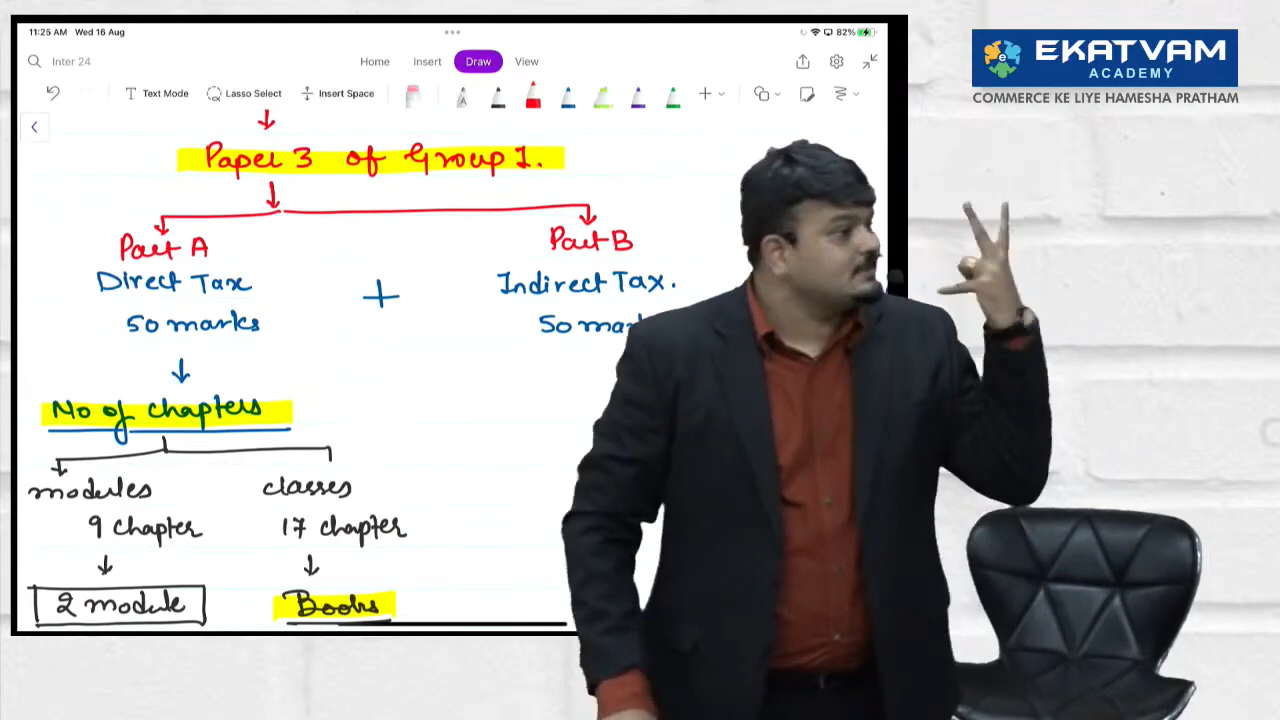 11:25 AM Wed 16 Aug
82%
Inter 24
Home Insert Draw View
Text Mode Lasso Select Insert Space
Paper 3 of Group I.
Part A
Part B
Direct Tax + Indirect Tax.
50 marks
50 mar
No of chapters
modules classes
9 chapter 17 chapter
2 module Books
EKATVAM
ACADEMY
COMMERCE KE LIYE HAMESHA PRATHAM